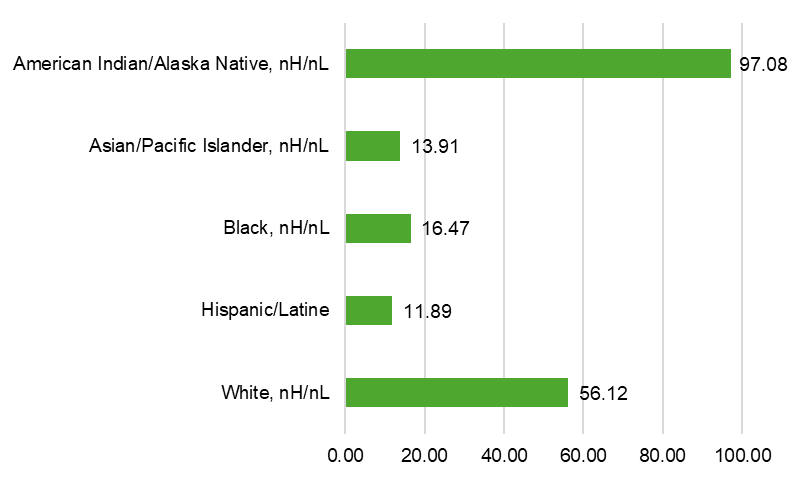 American Indian/Alaska Native, nH/nL
97.08
Asian/Pacific Islander, nH/nL
13.91
Black, nH/nL
16.47
Hispanic/Latine
11.89
White, nH/nL
56.12
0.00 20.00 40.00 60.00 80.00 100.00